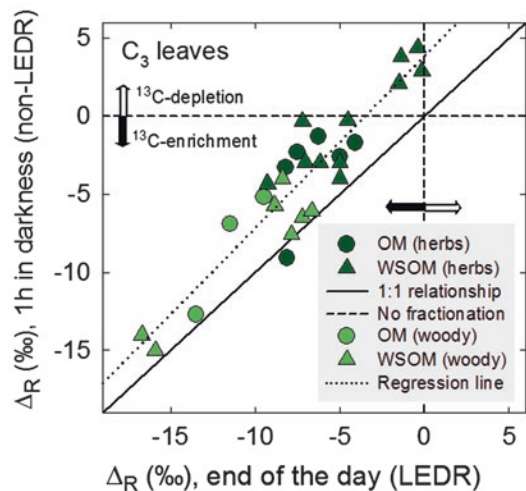 C₃ leaves
¹³C-depletion
¹³C-enrichment
5
0
-5
-10
-15
Δ_R (‰), 1h in darkness (non-LEDR)
OM (herbs)
WSOM (herbs)
1:1 relationship
No fractionation
OM (woody)
WSOM (woody)
Regression line
-15 -10 -5 0 5
Δ_R (‰), end of the day (LEDR)